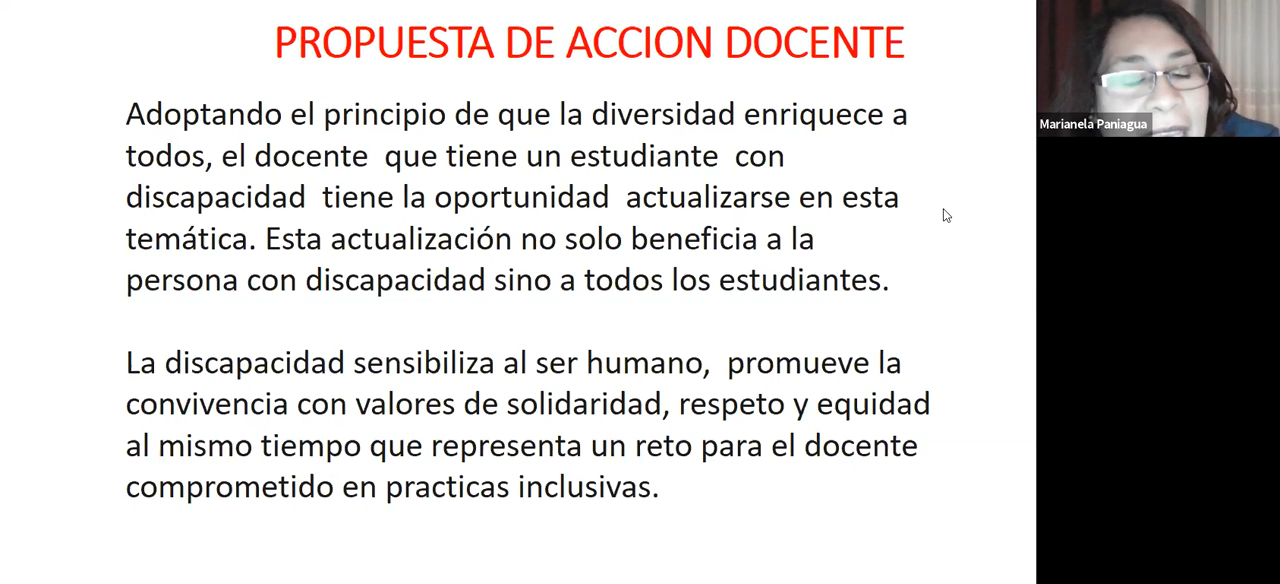 PROPUESTA DE ACCION DOCENTE
Adoptando el principio de que la diversidad enriquece a
todos, el docente  que tiene un estudiante  con
discapacidad  tiene la oportunidad  actualizarse en esta
temática. Esta actualización no solo beneficia a la
persona con discapacidad sino a todos los estudiantes.
La discapacidad sensibiliza al ser humano,  promueve la
convivencia con valores de solidaridad, respeto y equidad
al mismo tiempo que representa un reto para el docente
comprometido en practicas inclusivas.
Marianela Paniagua